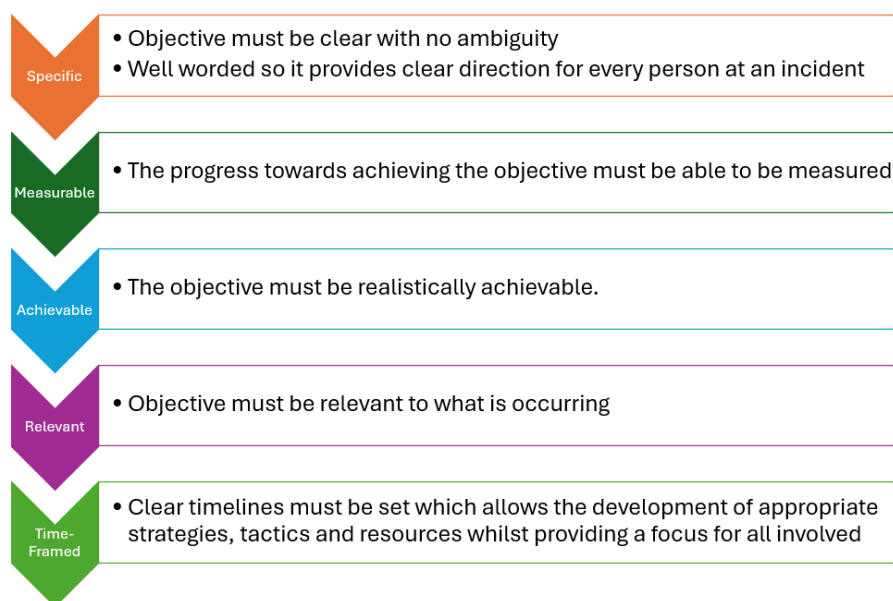 Specific
• Objective must be clear with no ambiguity
• Well worded so it provides clear direction for every person at an incident
Measurable
• The progress towards achieving the objective must be able to be measured
Achievable
• The objective must be realistically achievable.
Relevant
• Objective must be relevant to what is occurring
Time-
Framed
• Clear timelines must be set which allows the development of appropriate
strategies, tactics and resources whilst providing a focus for all involved